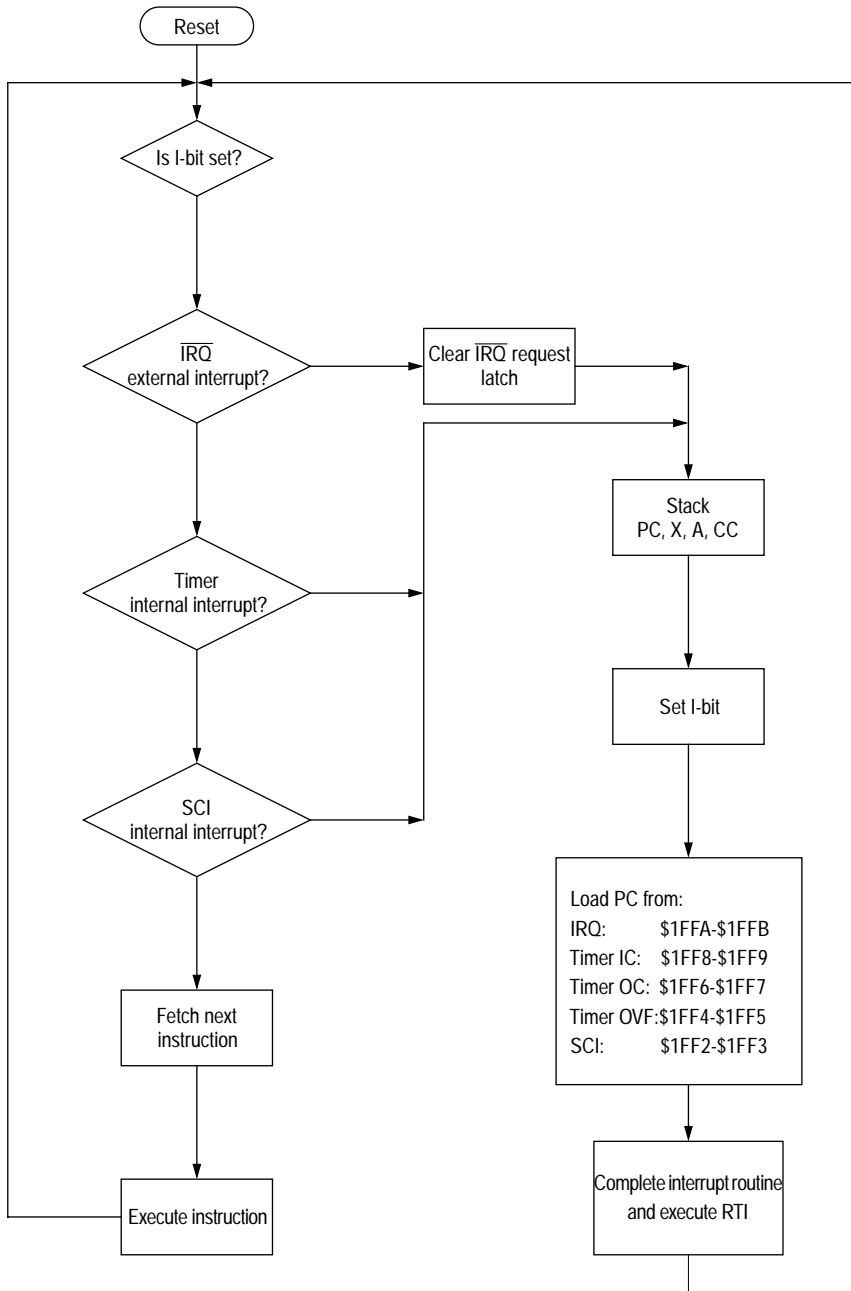 Reset
Is I-bit set?
I̅R̅Q̅
external interrupt?
Clear I̅R̅Q̅ request
latch
Timer
internal interrupt?
SCI
internal interrupt?
Fetch next
instruction
Execute instruction
Stack
PC, X, A, CC
Set I-bit
Load PC from:
IRQ: $1FFA-$1FFB
Timer IC: $1FF8-$1FF9
Timer OC: $1FF6-$1FF7
Timer OVF:$1FF4-$1FF5
SCI: $1FF2-$1FF3
Complete interrupt routine
and execute RTI